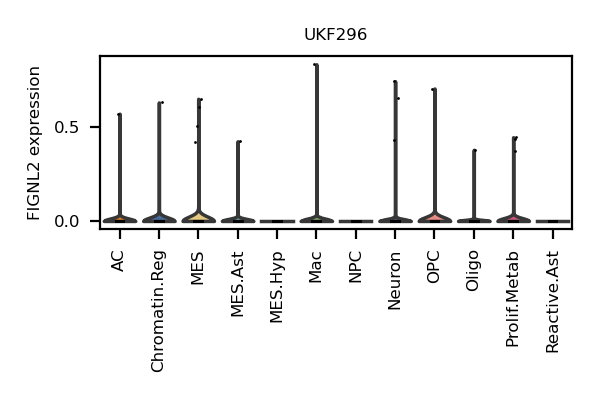 UKF296
FIGNL2 expression
0.5
0.0
AC
Chromatin.Reg
MES
MES.Ast
MES.Hyp
Mac
NPC
Neuron
OPC
Oligo
Prolif.Metab
Reactive.Ast